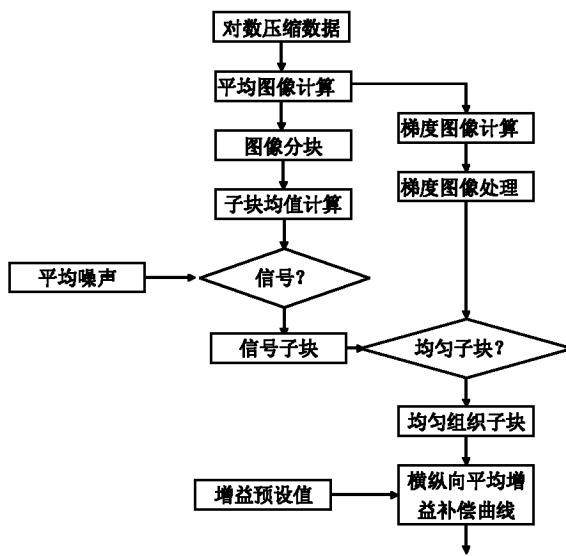 对数压缩数据
平均图像计算
梯度图像计算
图像分块
梯度图像处理
子块均值计算
平均噪声
信号?
信号子块
均匀子块?
均匀组织子块
增益预设值
横纵向平均增
益补偿曲线